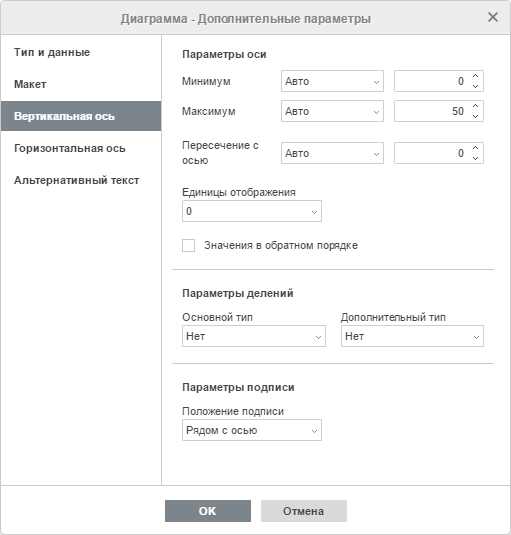 Диаграмма - Дополнительные параметры
Тип и данные
Макет
Вертикальная ось
Горизонтальная ось
Альтернативный текст
Параметры оси
Минимум Авто 0
Максимум Авто 50
Пересечение с
осью Авто 0
Единицы отображения
0
Значения в обратном порядке
Параметры делений
Основной тип Дополнительный тип
Нет Нет
Параметры подписи
Положение подписи
Рядом с осью
OK Отмена